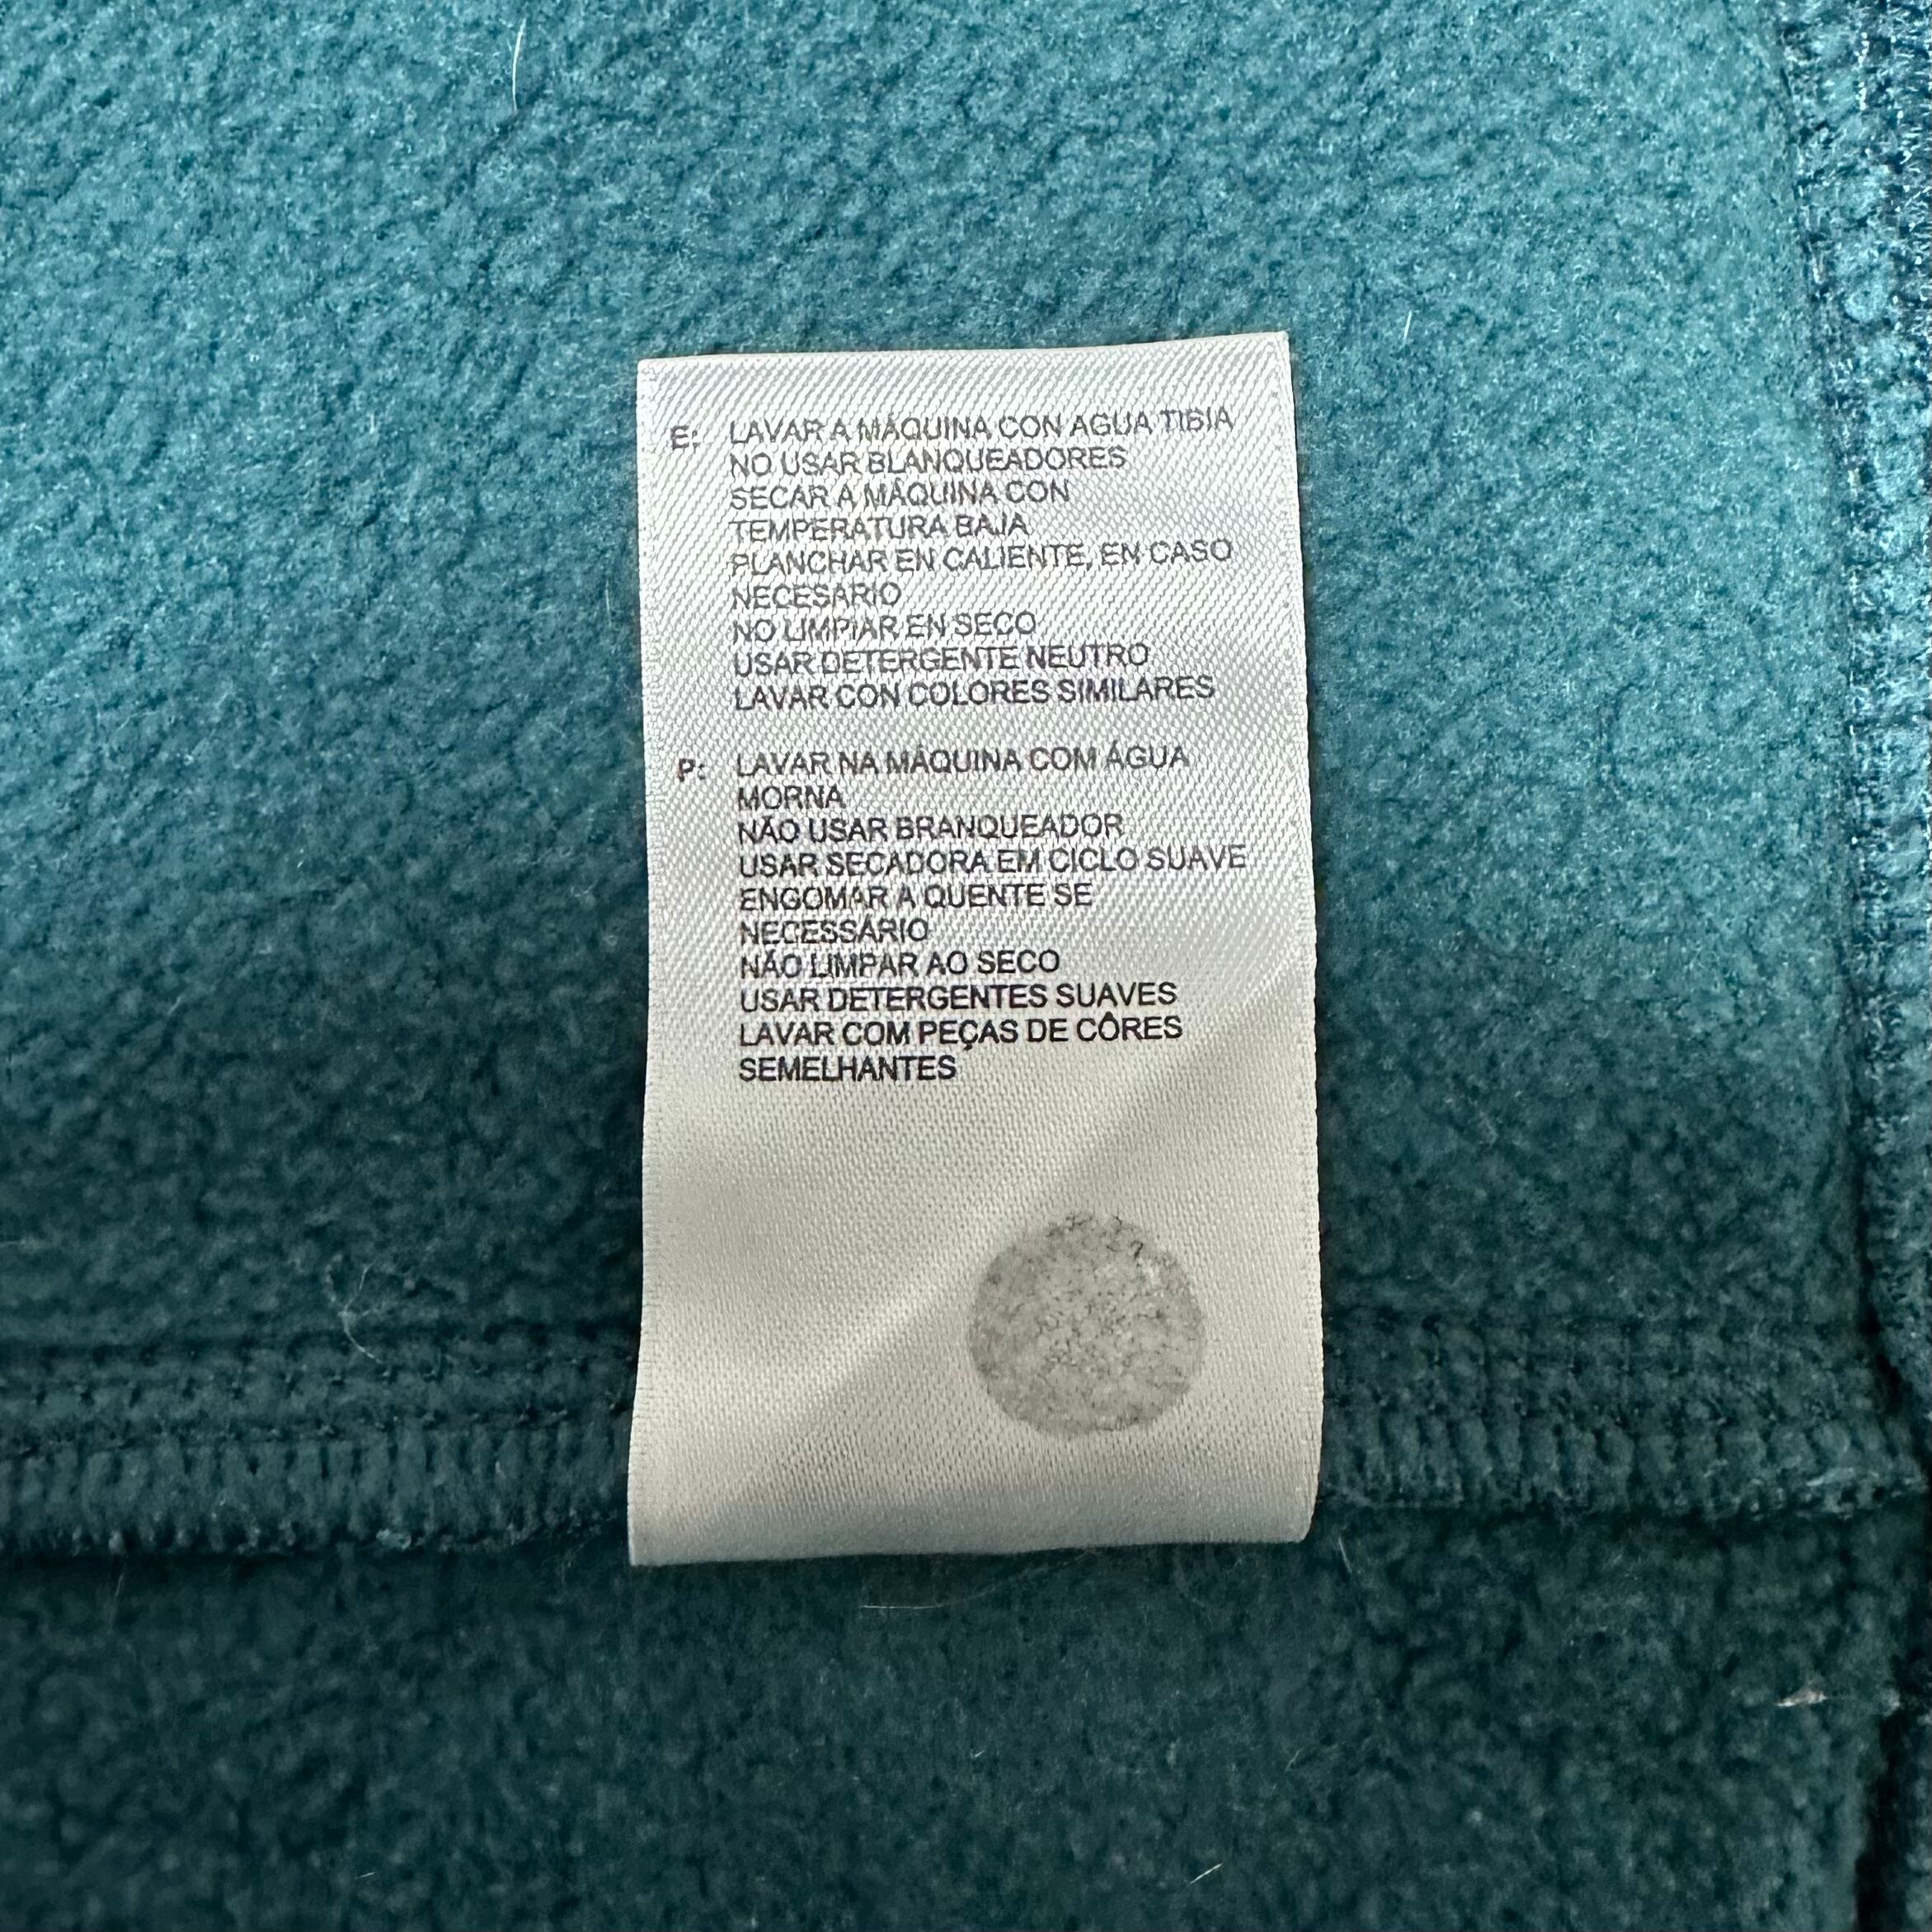 E: LAVAR A MÁQUINA CON AGUA TIBIA
NO USAR BLANQUEADORES
SECAR A MÁQUINA CON
TEMPERATURA BAJA
PLANCHAR EN CALIENTE, EN CASO
NECESARIO
NO LIMPIAR EN SECO
USAR DETERGENTE NEUTRO
LAVAR CON COLORES SIMILARES
P: LAVAR NA MÁQUINA COM ÁGUA
MORNA
NÃO USAR BRANQUEADOR
USAR SECADORA EM CICLO SUAVE
ENGOMAR A QUENTE SE
NECESSÁRIO
NÃO LIMPAR AO SECO
USAR DETERGENTES SUAVES
LAVAR COM PEÇAS DE CÔRES
SEMELHANTES